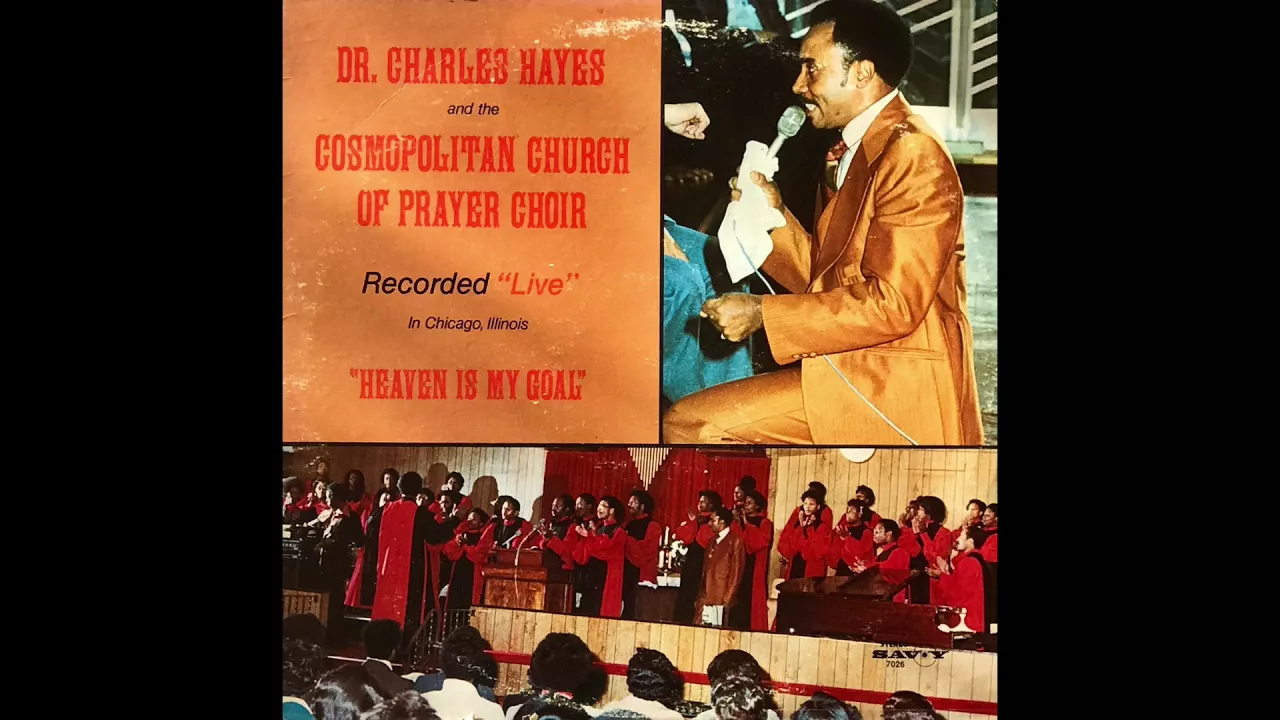 DR. CHARLES HAYES
and the
COSMOPOLITAN CHURCH
OF PRAYER CHOIR
Recorded "Live"
In Chicago, Illinois
"HEAVEN IS MY GOAL"
STEREO
SAVOY
7026